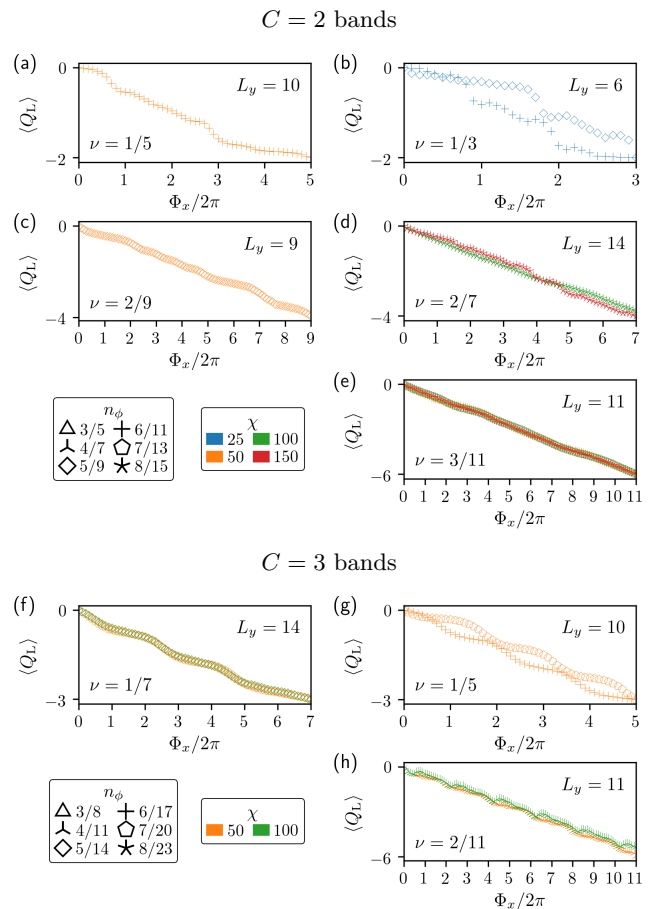 C = 2 bands
(a)
0
−2
⟨Q_L⟩
L_y = 10
ν = 1/5
0 1 2 3 4 5
Φ_x/2π
(b)
0
−2
⟨Q_L⟩
L_y = 6
ν = 1/3
0 1 2 3
Φ_x/2π
(c)
0
−4
⟨Q_L⟩
L_y = 9
ν = 2/9
0 1 2 3 4 5 6 7 8 9
Φ_x/2π
(d)
0
−4
⟨Q_L⟩
L_y = 14
ν = 2/7
0 1 2 3 4 5 6 7
Φ_x/2π
(e)
0
−6
⟨Q_L⟩
L_y = 11
ν = 3/11
0 1 2 3 4 5 6 7 8 9 10 11
Φ_x/2π
n_ϕ
3/5 6/11
4/7 7/13
5/9 8/15
χ
25 100
50 150
C = 3 bands
(f)
0
−3
⟨Q_L⟩
L_y = 14
ν = 1/7
0 1 2 3 4 5 6 7
Φ_x/2π
(g)
0
−3
⟨Q_L⟩
L_y = 10
ν = 1/5
0 1 2 3 4 5
Φ_x/2π
(h)
0
−6
⟨Q_L⟩
L_y = 11
ν = 2/11
0 1 2 3 4 5 6 7 8 9 10 11
Φ_x/2π
n_ϕ
3/8 6/17
4/11 7/20
5/14 8/23
χ
50 100